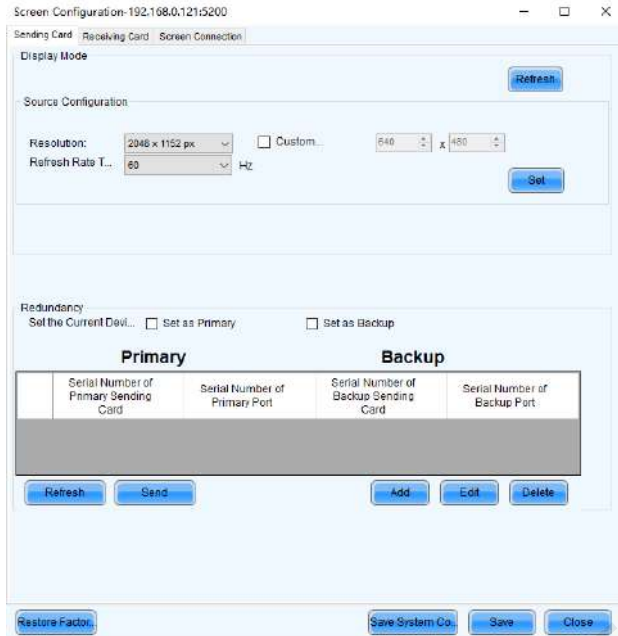 Screen Configuration-192.168.0.121:5200
Sending Card Receiving Card Screen Connection
Display Mode
Refresh
Source Configuration
Resolution: 2048 x 1152 px Custom... 640 x 480
Refresh Rate T... 60 Hz
Set
Redundancy
Set the Current Devi... Set as Primary Set as Backup
Primary Backup
Serial Number of Primary Sending Card
Serial Number of Primary Port
Serial Number of Backup Sending Card
Serial Number of Backup Port
Refresh Send Add Edit Delete
Restore Factor... Save System Co... Save Close